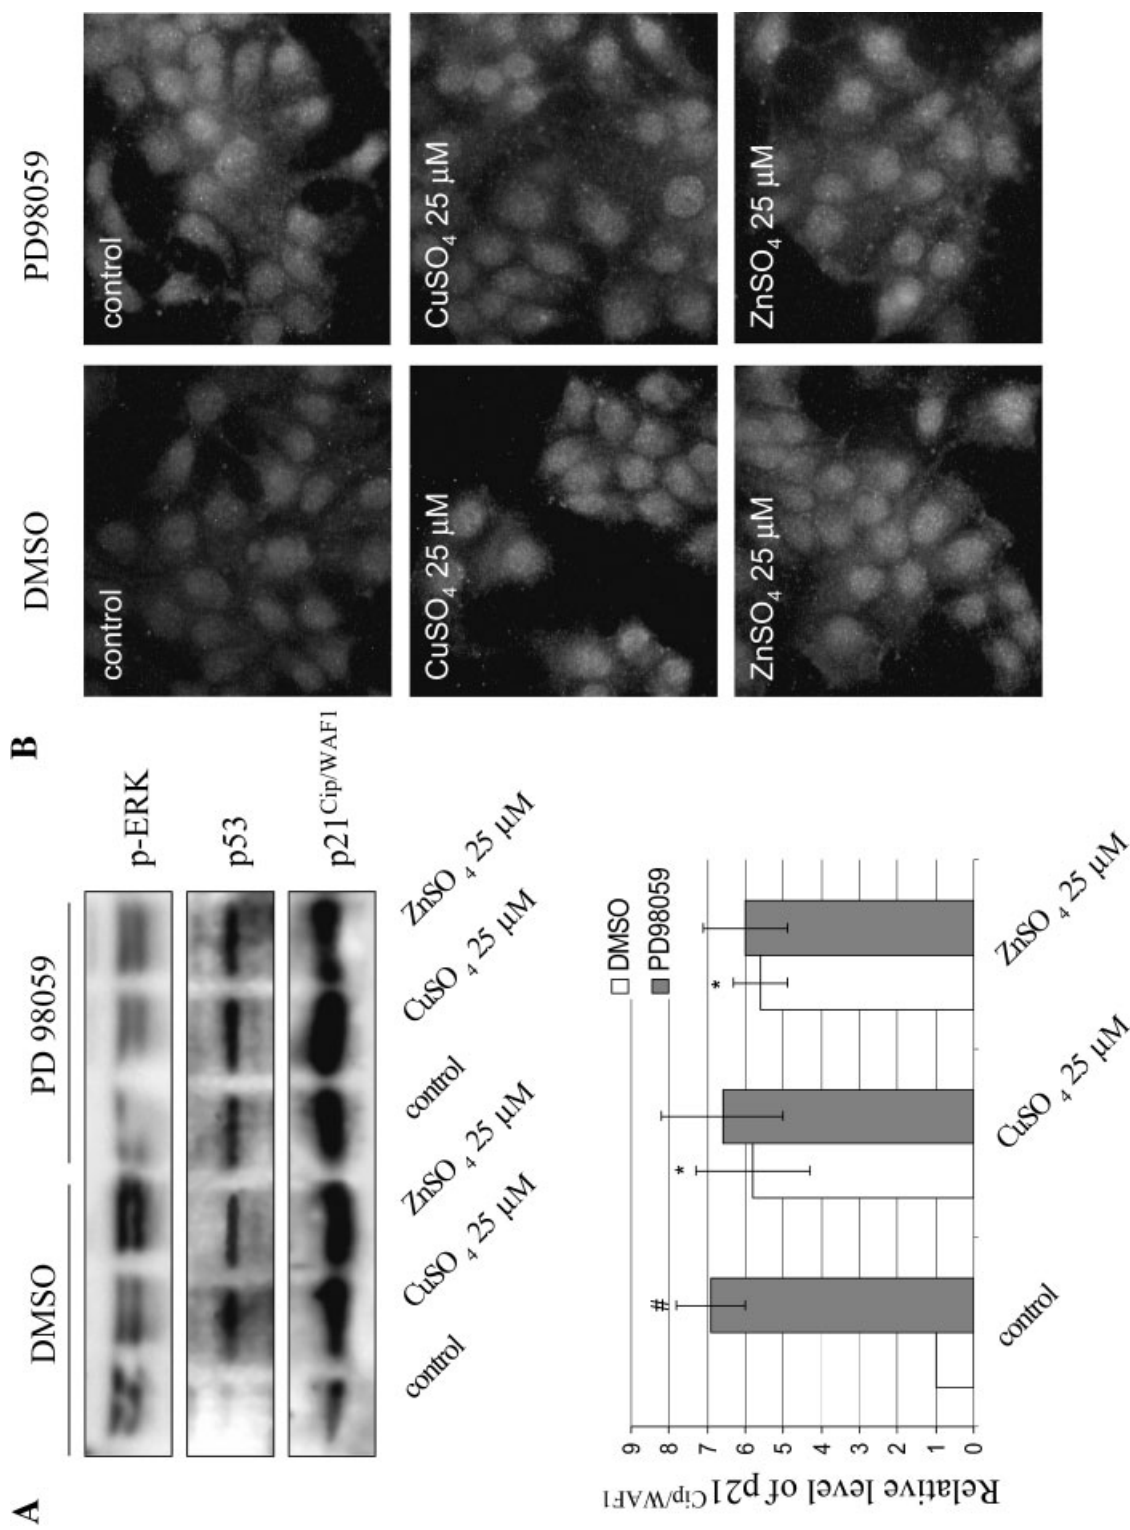 A
DMSO
PD 98059
p-ERK
p53
p21Cip/WAF1
control
CuSO4 25 µM
ZnSO4 25 µM
control
CuSO4 25 µM
ZnSO4 25 µM
Relative level of p21Cip/WAF1
9
8
7
6
5
4
3
2
1
0
#
*
*
DMSO
PD98059
control
CuSO4 25 µM
ZnSO4 25 µM
B
DMSO
PD98059
control
control
CuSO4 25 µM
CuSO4 25 µM
ZnSO4 25 µM
ZnSO4 25 µM